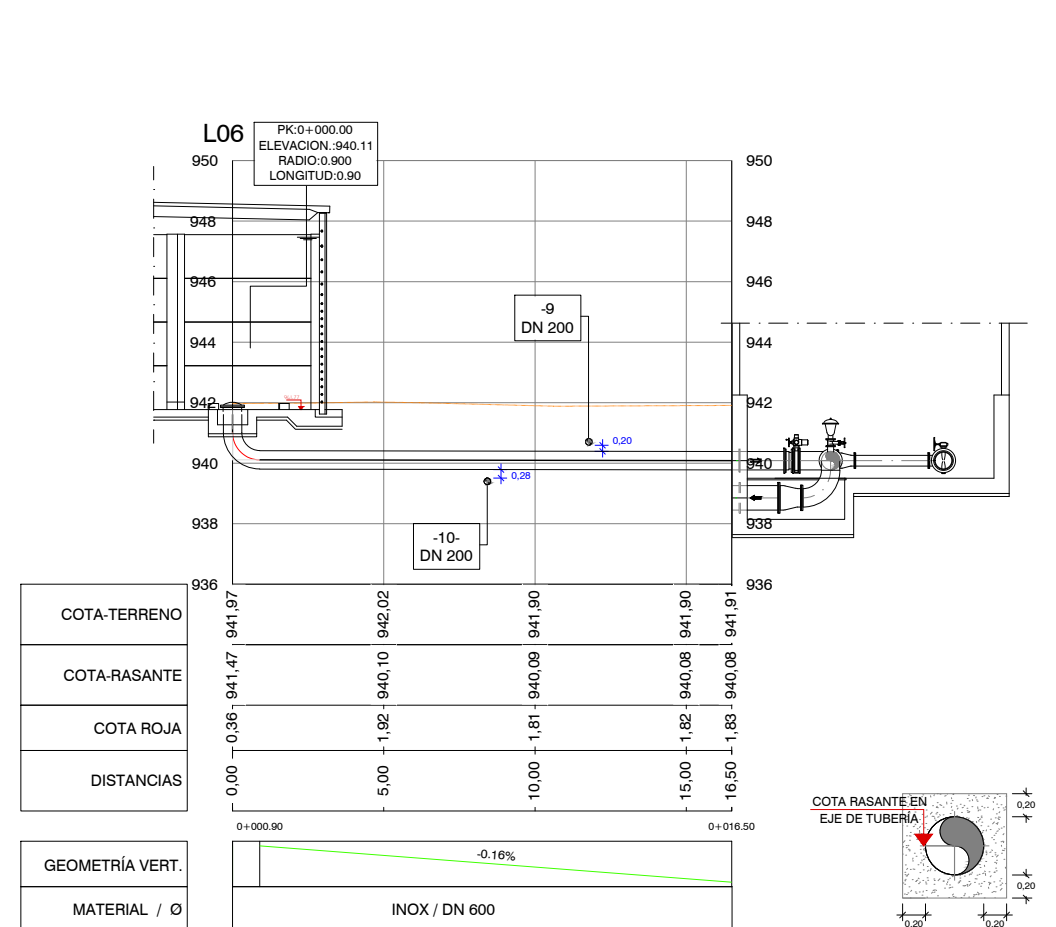 L06
PK:0+000.00
ELEVACION.:940.11
RADIO:0.900
LONGITUD:0.90
950
950
948
948
946
946
-9
DN 200
944
944
942
942
0,20
940
940
0,28
938
938
-10-
DN 200
936
936
COTA-TERRENO
941,97
942,02
941,90
941,90
941,91
COTA-RASANTE
941,47
940,10
940,09
940,08
940,08
COTA ROJA
0,36
1,92
1,81
1,82
1,83
DISTANCIAS
0,00
5,00
10,00
15,00
16,50
0+000.90
0+016.50
GEOMETRÍA VERT.
-0.16%
MATERIAL / Ø
INOX / DN 600
COTA RASANTE EN
EJE DE TUBERÍA
0,20
0,20
0.20
0.20